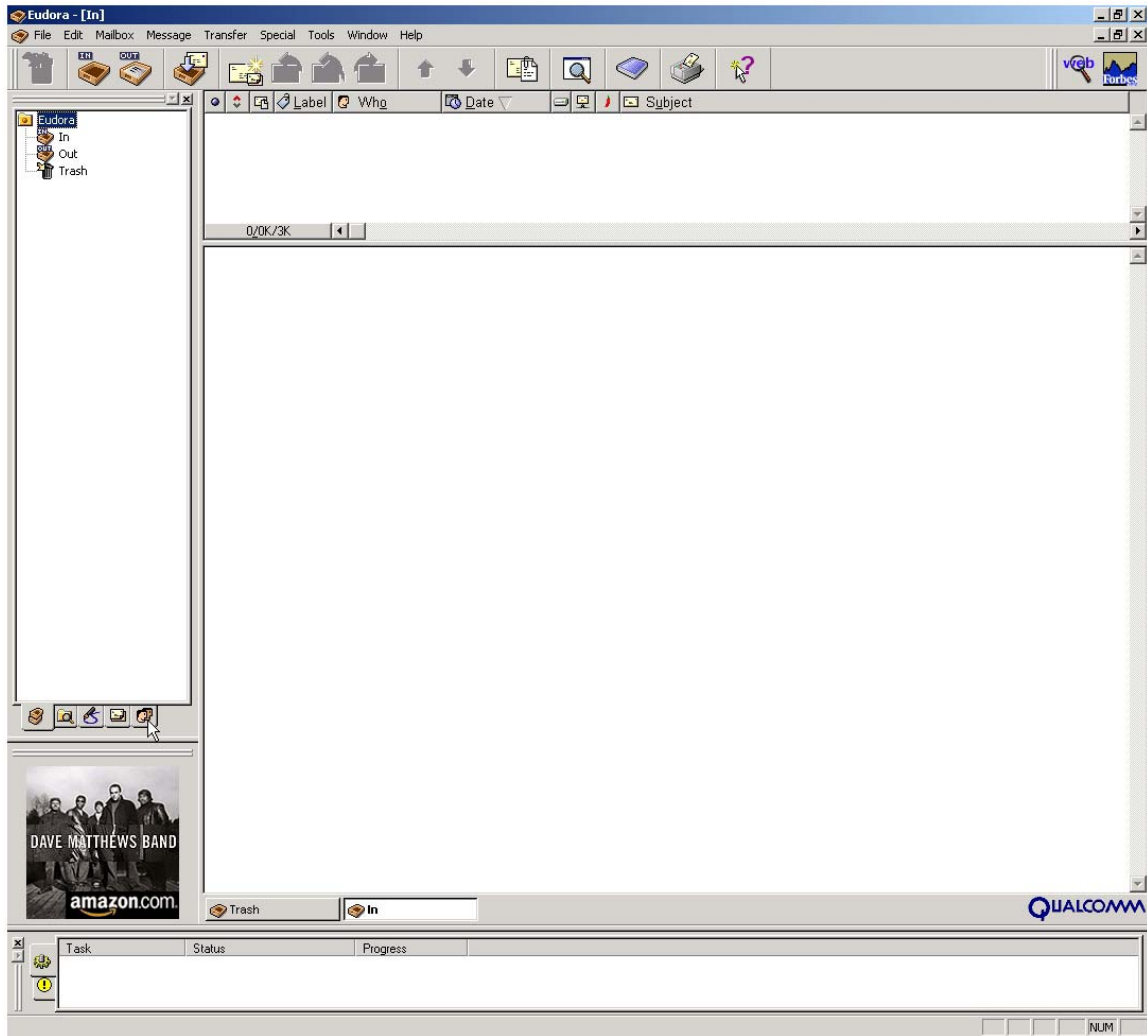 Eudora - [In]
File Edit Mailbox Message Transfer Special Tools Window Help
IN OUT web Forbes
Label Who Date Subject
Eudora
In
Out
Trash
0/0K/3K
DAVE MATTHEWS BAND
amazon.com.
Trash In QUALCOMM
Task Status Progress
NUM